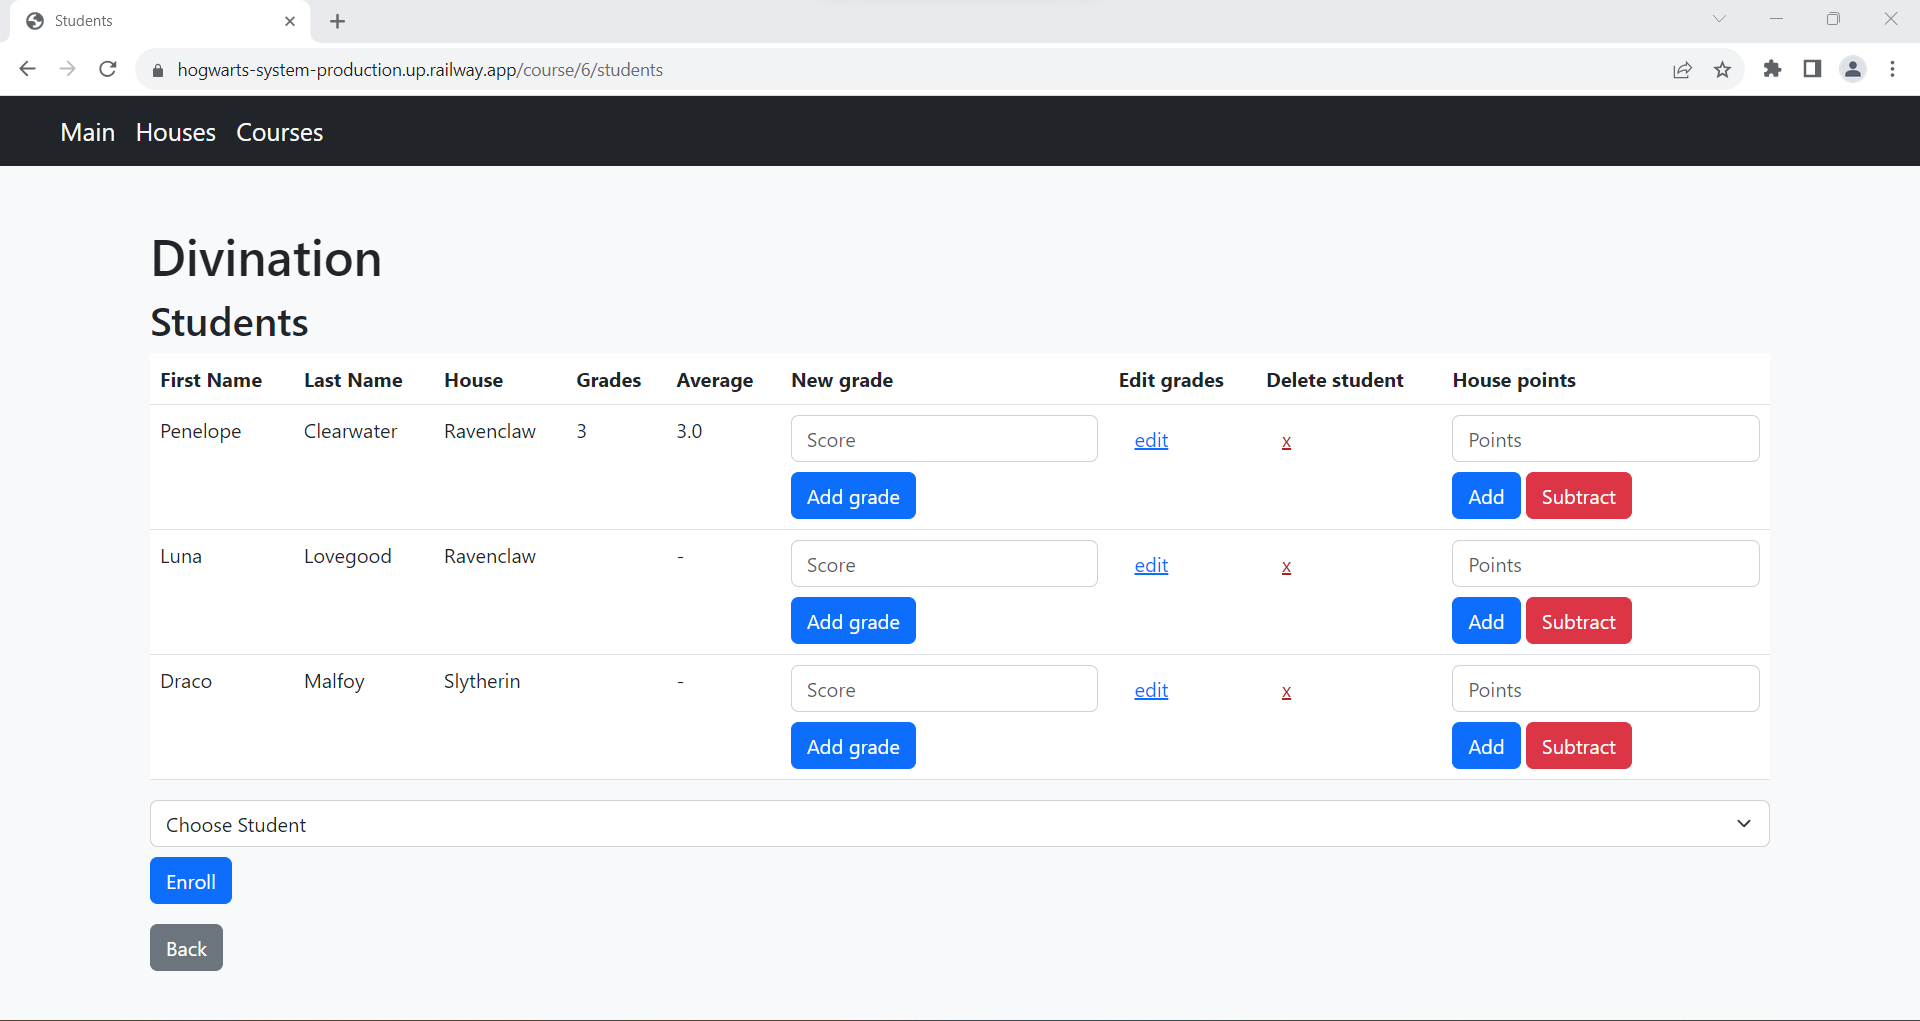 Students
hogwarts-system-production.up.railway.app/course/6/students
Main Houses Courses
Divination
Students
First Name Last Name House Grades Average New grade Edit grades Delete student House points
Penelope Clearwater Ravenclaw 3 3.0 Score edit x Points
Add grade Add Subtract
Luna Lovegood Ravenclaw - Score edit x Points
Add grade Add Subtract
Draco Malfoy Slytherin - Score edit x Points
Add grade Add Subtract
Choose Student
Enroll
Back